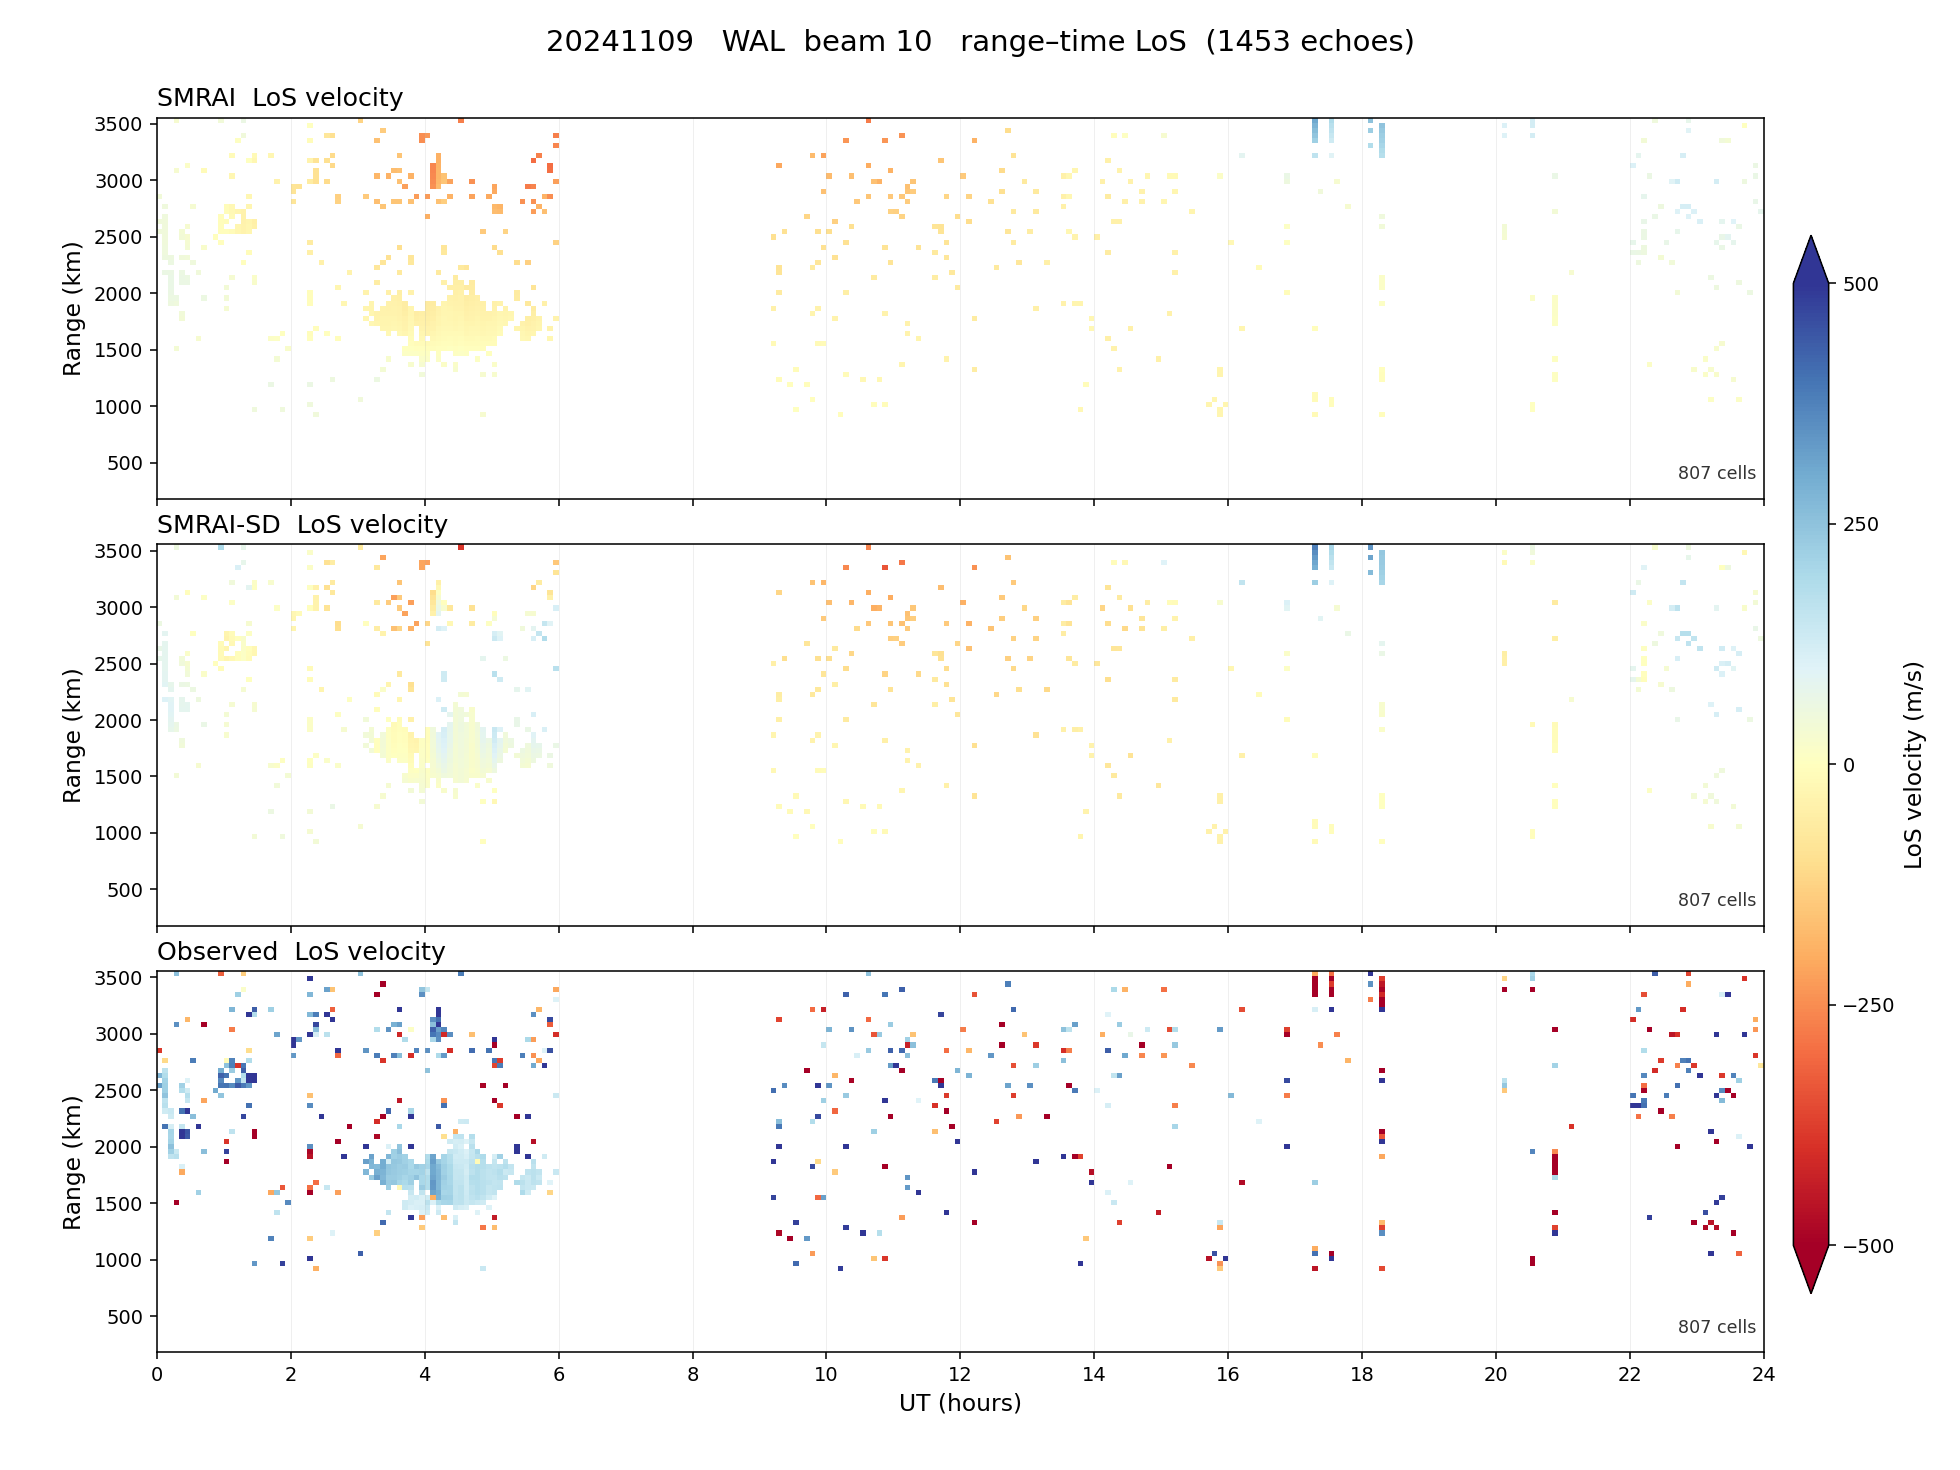 20241109   WAL  beam 10   range–time LoS  (1453 echoes)
SMRAI  LoS velocity
3500
3000
2500
2000
1500
1000
500
Range (km)
807 cells
SMRAI-SD  LoS velocity
3500
3000
2500
2000
1500
1000
500
Range (km)
807 cells
Observed  LoS velocity
3500
3000
2500
2000
1500
1000
500
Range (km)
807 cells
0 2 4 6 8 10 12 14 16 18 20 22 24
UT (hours)
500
250
0
−250
−500
LoS velocity (m/s)